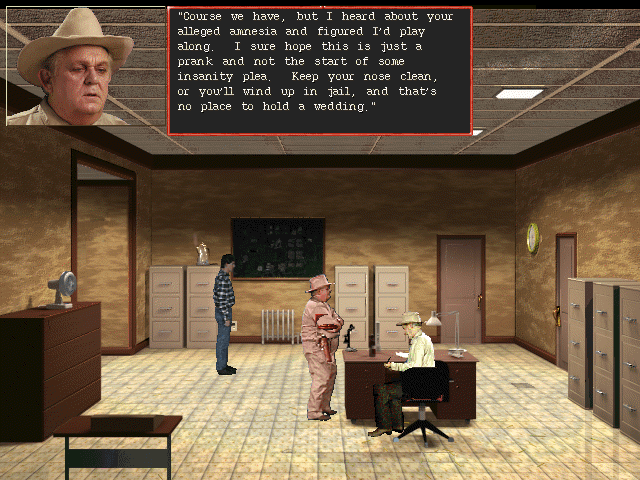 "Course we have, but I heard about your
alleged amnesia and figured I'd play
along.  I sure hope this is just a
prank and not the start of some
insanity plea.  Keep your nose clean,
or you'll wind up in jail, and that's
no place to hold a wedding."